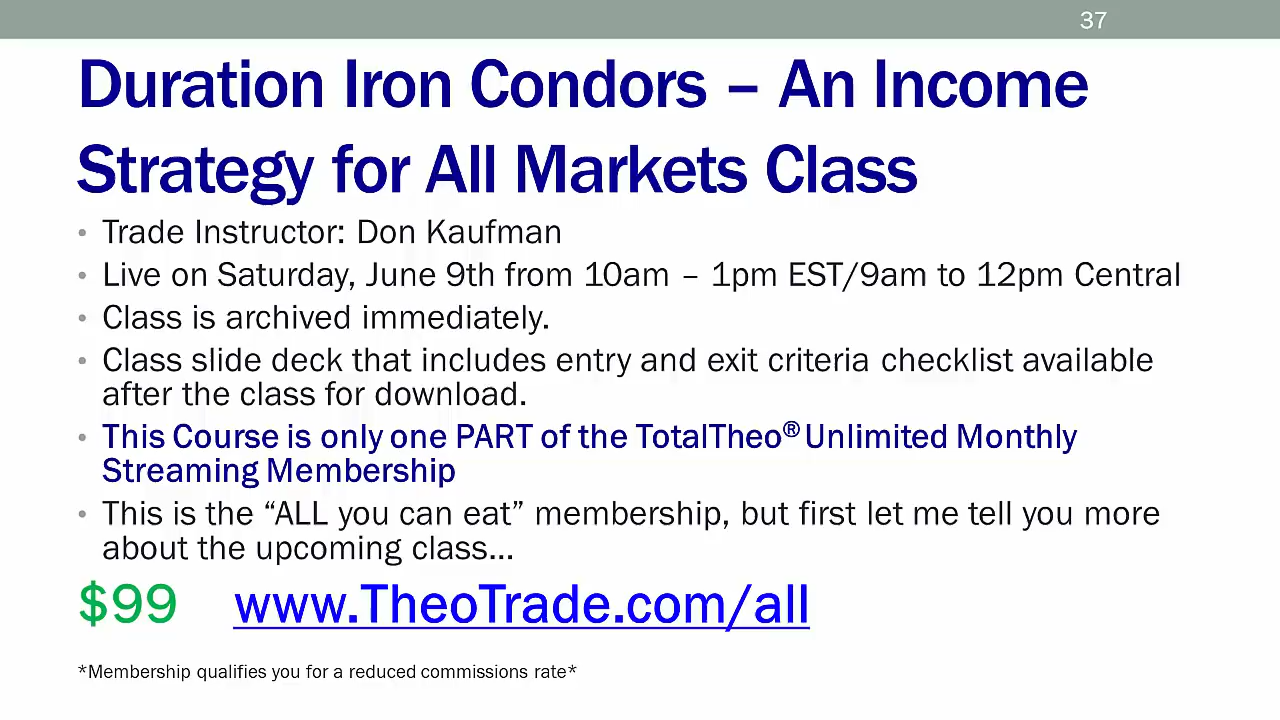 37
Duration Iron Condors – An Income
Strategy for All Markets Class
• Trade Instructor: Don Kaufman
• Live on Saturday, June 9th from 10am – 1pm EST/9am to 12pm Central
• Class is archived immediately.
• Class slide deck that includes entry and exit criteria checklist available
after the class for download.
• This Course is only one PART of the TotalTheo® Unlimited Monthly
Streaming Membership
• This is the “ALL you can eat” membership, but first let me tell you more
about the upcoming class…
$99 www.TheoTrade.com/all
*Membership qualifies you for a reduced commissions rate*